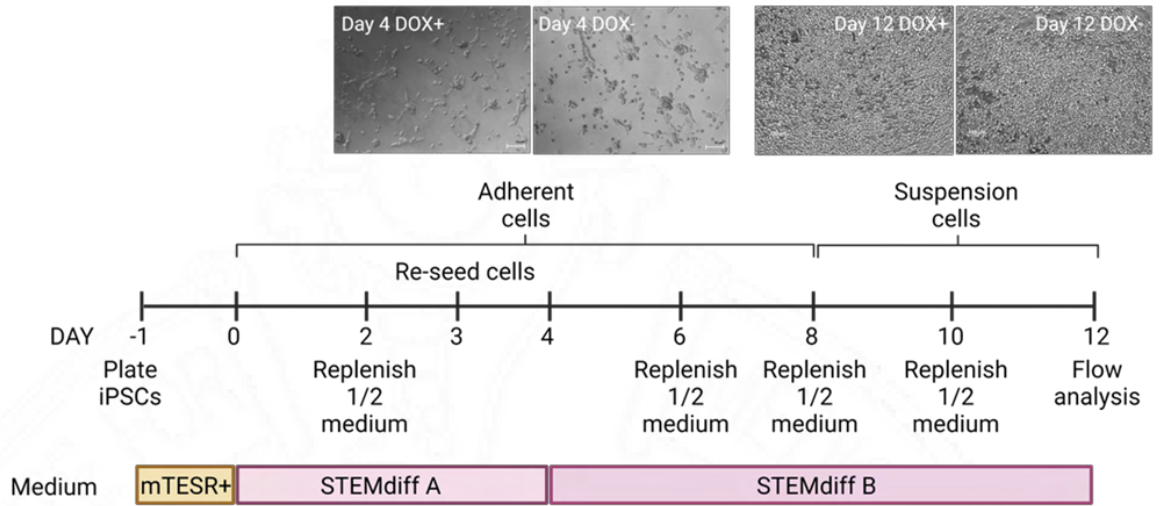 Day 4 DOX+
Day 4 DOX-
Day 12 DOX+
Day 12 DOX-
Adherent
cells
Suspension
cells
Re-seed cells
DAY
-1
0
2
3
4
6
8
10
12
Plate
iPSCs
Replenish
1/2
medium
Replenish
1/2
medium
Replenish
1/2
medium
Replenish
1/2
medium
Flow
analysis
Medium
mTESR+
STEMdiff A
STEMdiff B